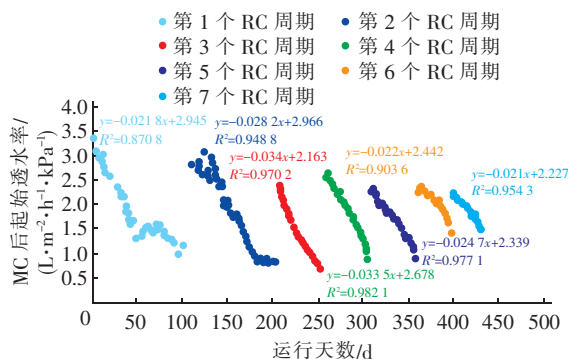 第 1 个 RC 周期 第 2 个 RC 周期
第 3 个 RC 周期 第 4 个 RC 周期
第 5 个 RC 周期 第 6 个 RC 周期
第 7 个 RC 周期
MC 后起始透水率/
(L·m⁻²·h⁻¹·kPa⁻¹)
4.0
3.5
3.0
2.5
2.0
1.5
1.0
0.5
y=-0.021 8x+2.945
R²=0.870 8
y=-0.028 2x+2.966
R²=0.948 8
y=-0.034x+2.163
R²=0.970 2
y=-0.033 5x+2.678
R²=0.982 1
y=-0.022x+2.442
R²=0.903 6
y=-0.024 7x+2.339
R²=0.977 1
y=-0.021x+2.227
R²=0.954 3
0 50 100 150 200 250 300 350 400 450 500
运行天数/d